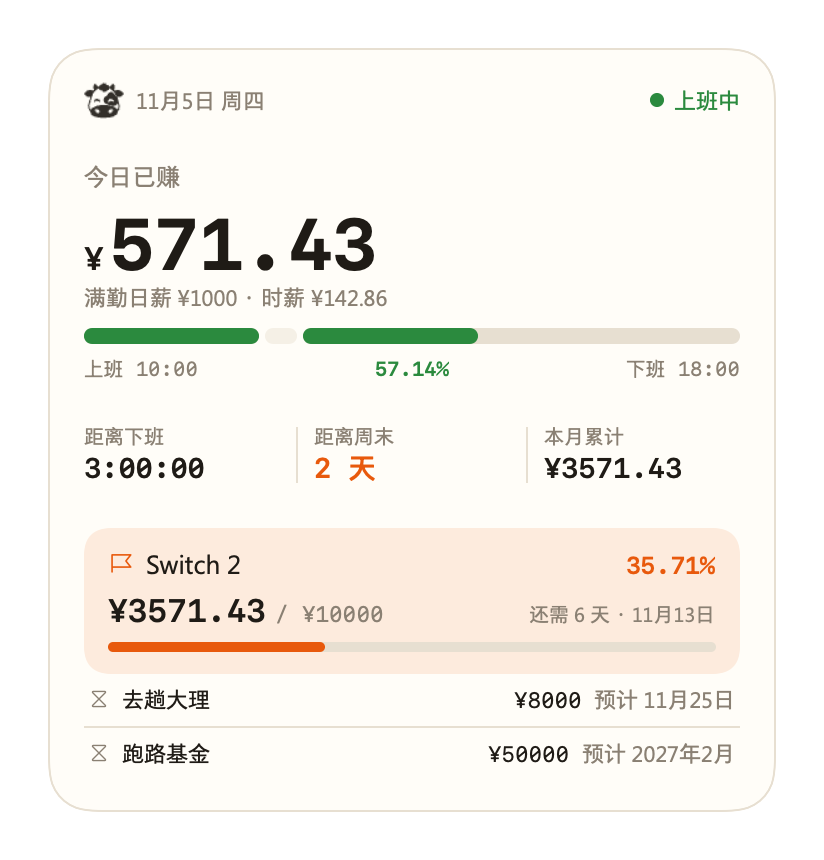 11月5日 周四
上班中
今日已赚
¥571.43
满勤日薪 ¥1000 · 时薪 ¥142.86
上班 10:00
57.14%
下班 18:00
距离下班
3:00:00
距离周末
2 天
本月累计
¥3571.43
Switch 2
35.71%
¥3571.43 / ¥10000
还需 6 天 · 11月13日
去趟大理
¥8000 预计 11月25日
跑路基金
¥50000 预计 2027年2月